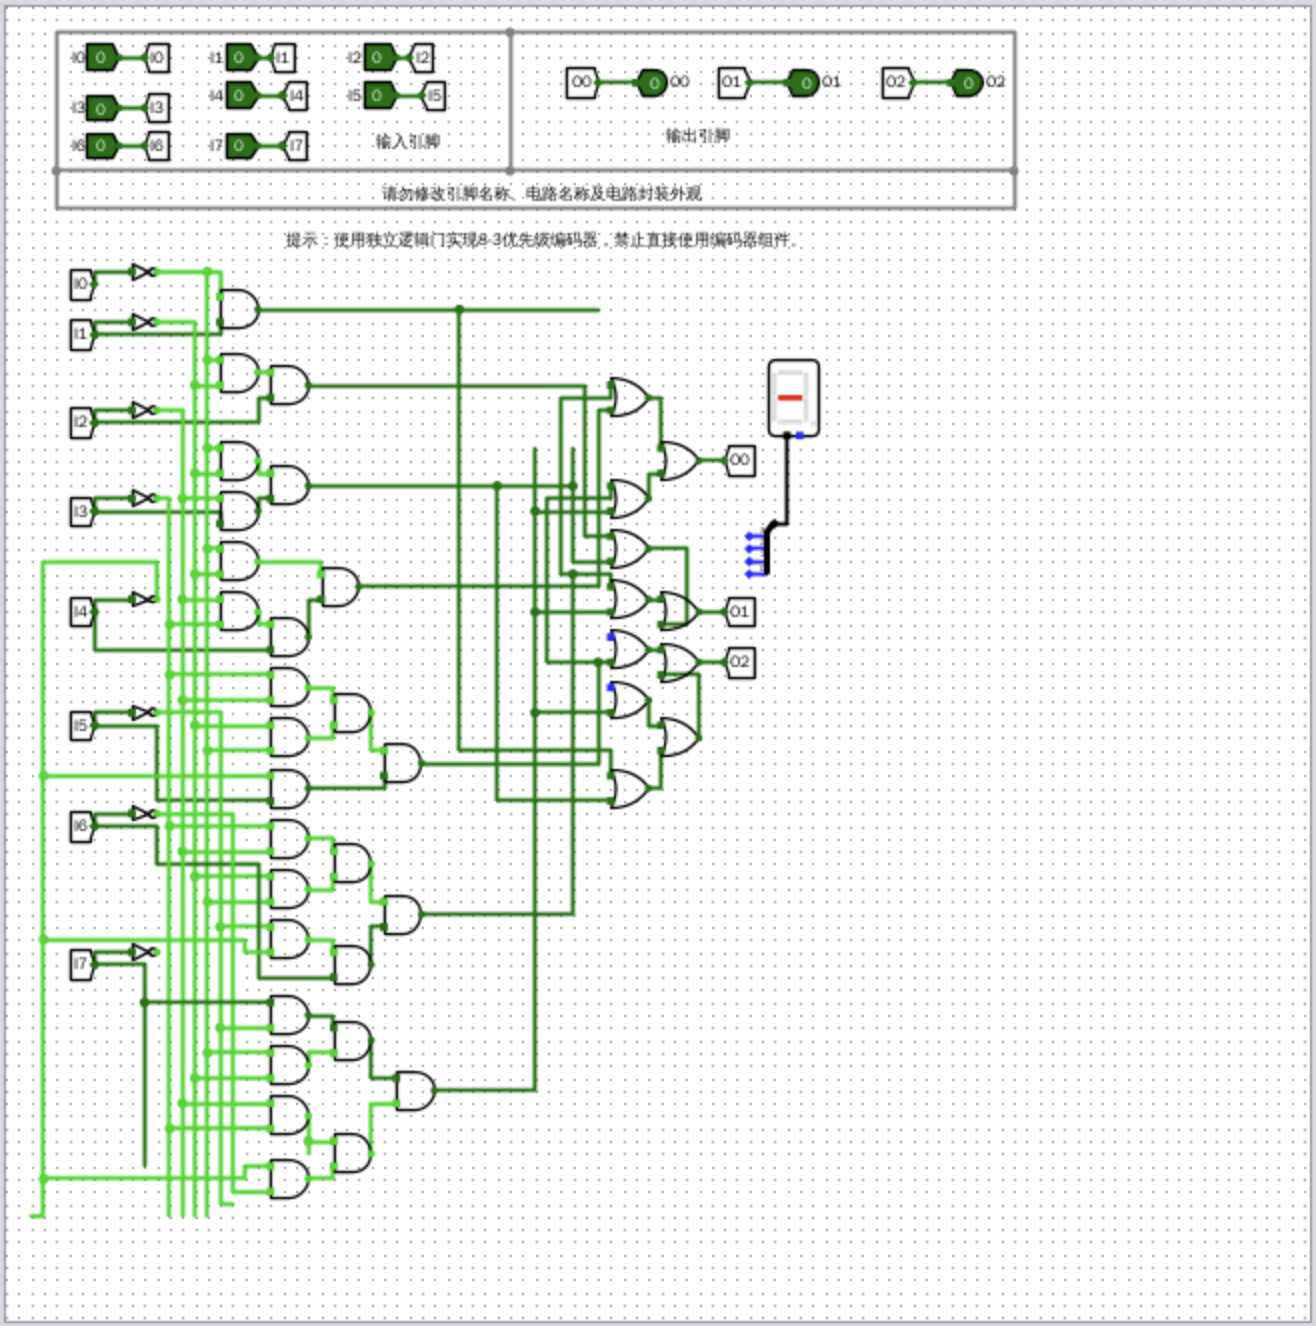 I0 0 I0 I1 0 I1 I2 0 I2
O0 0 O0 O1 0 O1 O2 0 O2
I3 0 I3 I4 0 I4 I5 0 I5
I6 0 I6 I7 0 I7 输入引脚
输出引脚
请勿修改引脚名称、电路名称及电路封装外观
提示：使用独立逻辑门实现8-3优先级编码器，禁止直接使用编码器组件。
I0
I1
I2
O0
I3
I4
O1
O2
I5
I6
I7